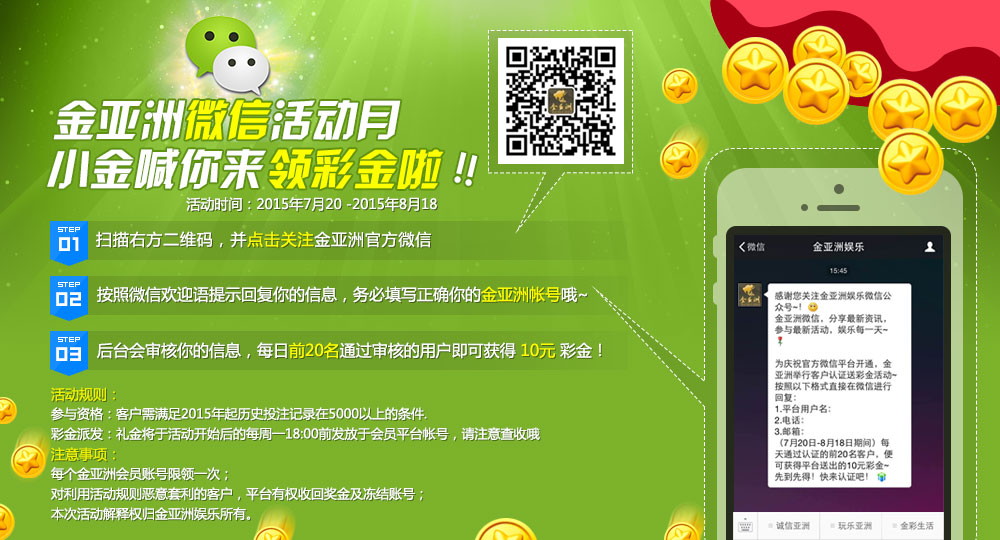 金亚洲微信活动月
小金喊你来 领彩金啦 !!
活动时间：2015年7月20 -2015年8月18
STEP
01
扫描右方二维码，并点击关注金亚洲官方微信
STEP
02
按照微信欢迎语提示回复你的信息，务必填写正确你的金亚洲帐号哦~
STEP
03
后台会审核你的信息，每日前20名通过审核的用户即可获得 10元 彩金！
活动规则：
参与资格：客户需满足2015年起历史投注记录在5000以上的条件.
彩金派发：礼金将于活动开始后的每周一18:00前发放于会员平台帐号，请注意查收哦
注意事项：
每个金亚洲会员账号限领一次；
对利用活动规则恶意套利的客户，平台有权收回奖金及冻结账号；
本次活动解释权归金亚洲娱乐所有。
金亚洲
微信
金亚洲娱乐
15:45
感谢您关注金亚洲娱乐微信公
众号~！
金亚洲微信，分享最新资讯，
参与最新活动，娱乐每一天~
为庆祝官方微信平台开通，金
亚洲举行客户认证送彩金活动~
按照以下格式直接在微信进行
回复：
1.平台用户名：
2.电话：
3.邮箱：
（7月20日-8月18日期间）每
天通过认证的前20名客户，便
可获得平台送出的10元彩金~
先到先得！快来认证吧！
诚信亚洲
玩乐亚洲
金彩生活